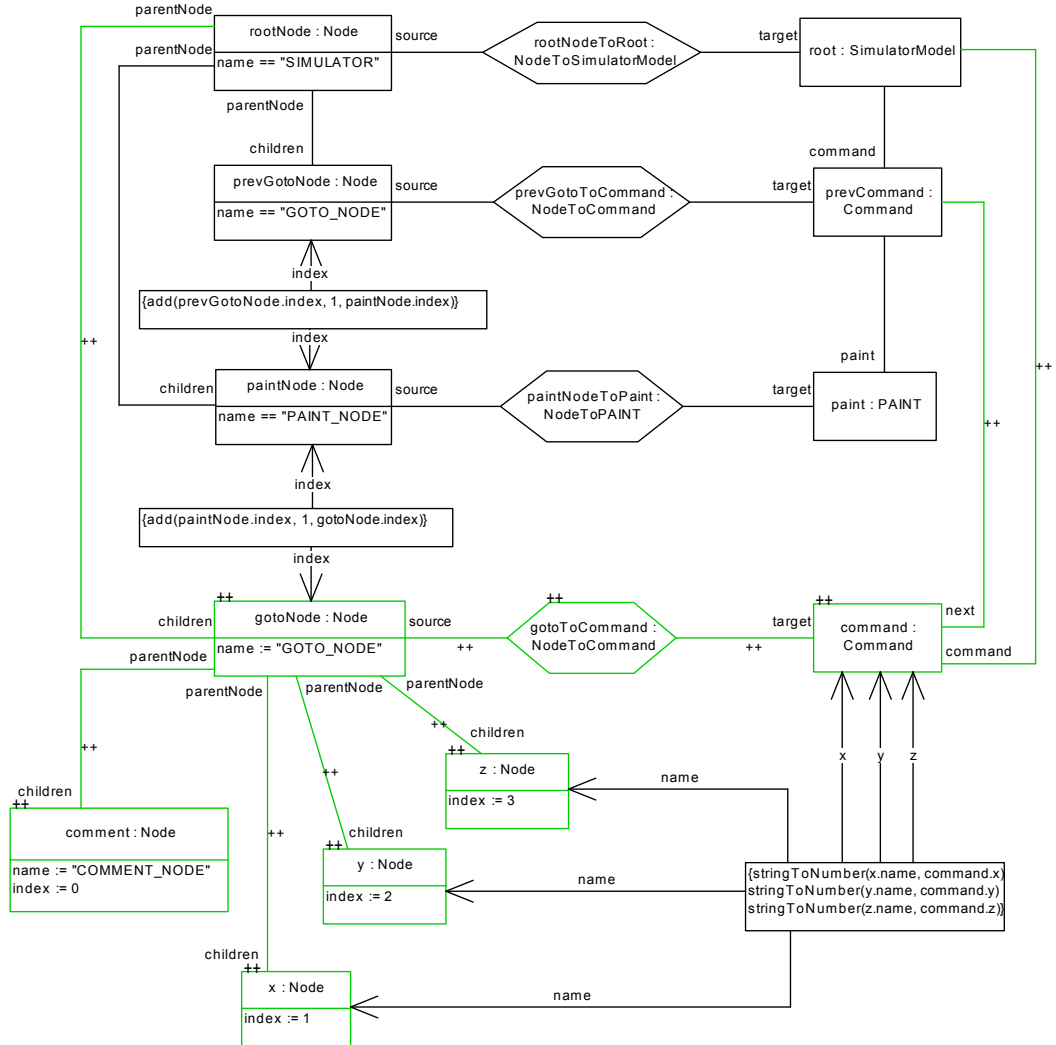 parentNode
rootNode : Node
source
rootNodeToRoot :
NodeToSimulatorModel
target
root : SimulatorModel
parentNode
name == "SIMULATOR"
parentNode
children
command
prevGotoNode : Node
source
prevGotoToCommand :
NodeToCommand
target
prevCommand :
Command
name == "GOTO_NODE"
index
{add(prevGotoNode.index, 1, paintNode.index)}
index
++
++
paint
children
paintNode : Node
source
paintNodeToPaint :
NodeToPAINT
target
paint : PAINT
name == "PAINT_NODE"
++
index
{add(paintNode.index, 1, gotoNode.index)}
index
++
++
++
children
gotoNode : Node
source
gotoToCommand :
NodeToCommand
target
command :
Command
next
name := "GOTO_NODE"
++
++
command
parentNode
parentNode
parentNode
parentNode
++
children
++
++
z : Node
name
x
y
z
++
index := 3
children
++
comment : Node
++
children
++
y : Node
name := "COMMENT_NODE"
index := 0
index := 2
name
{stringToNumber(x.name, command.x)
stringToNumber(y.name, command.y)
stringToNumber(z.name, command.z)}
children
++
x : Node
name
index := 1